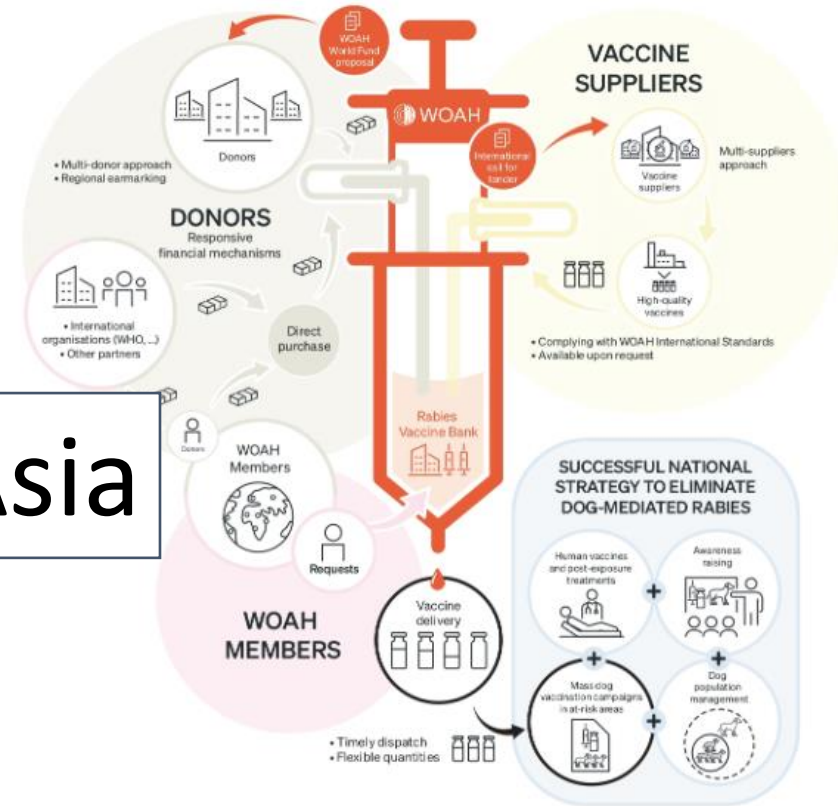 WOAH
World Fund
proposal
WOAH
Donors
• Multi-donor approach
• Regional earmarking
DONORS
Responsive
financial mechanisms
• International
organisations (WHO, ...)
• Other partners
Direct
purchase
Donors
WOAH
Members
Asia
Requests
WOAH
MEMBERS
Rabies
Vaccine Bank
VACCINE
SUPPLIERS
International
call for
tender
Vaccine
suppliers
Multi-suppliers
approach
High-quality
vaccines
• Complying with WOAH International Standards
• Available upon request
Vaccine
delivery
• Timely dispatch
• Flexible quantities
SUCCESSFUL NATIONAL
STRATEGY TO ELIMINATE
DOG-MEDIATED RABIES
Human vaccines
and post-exposure
treatments
+
Awareness
raising
+
+
Mass dog
vaccination campaigns
in at-risk areas
+
Dog
population
management